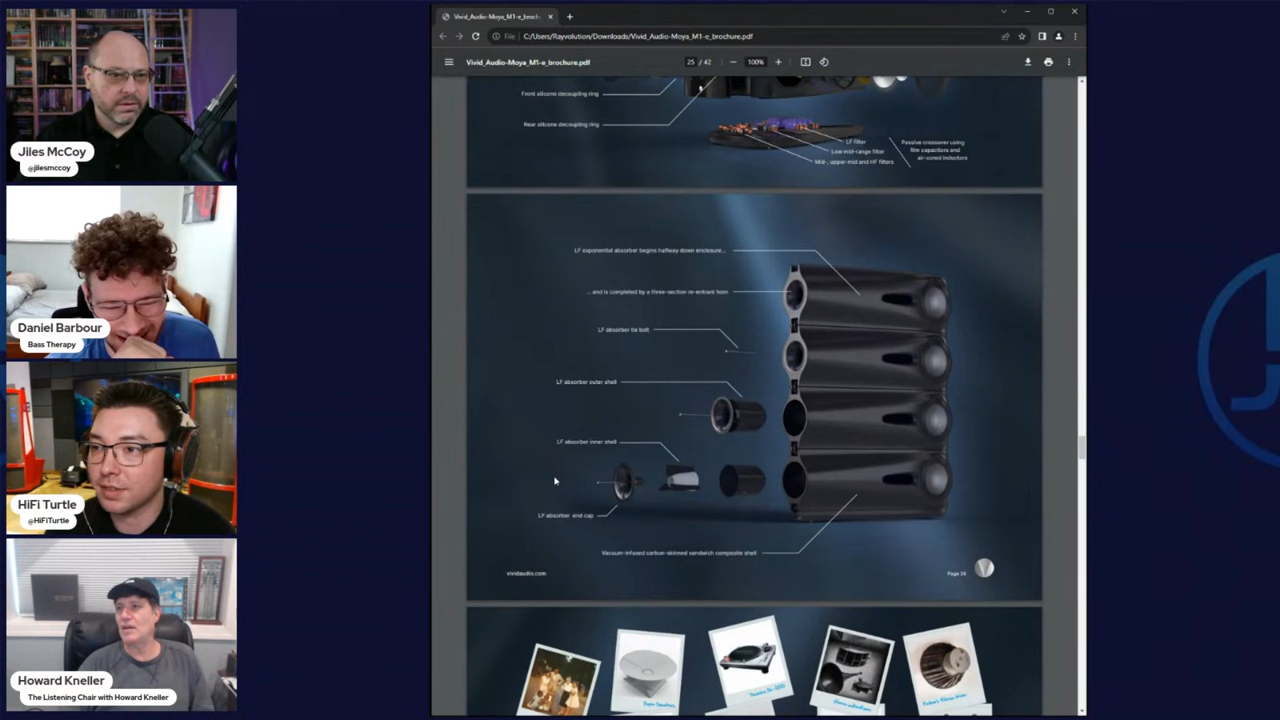 Jiles McCoy
@jilesmccoy
Daniel Barbour
Bass Therapy
HiFi Turtle
@HiFiTurtle
Howard Kneller
The Listening Chair with Howard Kneller
Vivid_Audio-Moya_M1-e_broch
File
C:/Users/Rayvolution/Downloads/Vivid_Audio-Moya_M1-e_brochure.pdf
Vivid_Audio-Moya_M1-e_brochure.pdf
25 / 42
100%
Front silicone decoupling ring
Rear silicone decoupling ring
LF filter
Low mid-range filter
Mid-, upper-mid and HF filters
Passive crossover using
film capacitors and
air-cored inductors
LF exponential absorber begins halfway down enclosure...
... and is completed by a three-section re-entrant horn
LF absorber tie bolt
LF absorber outer shell
LF absorber inner shell
LF absorber end cap
Vacuum-infused carbon-skinned sandwich composite shell
vividaudio.com
Page 24